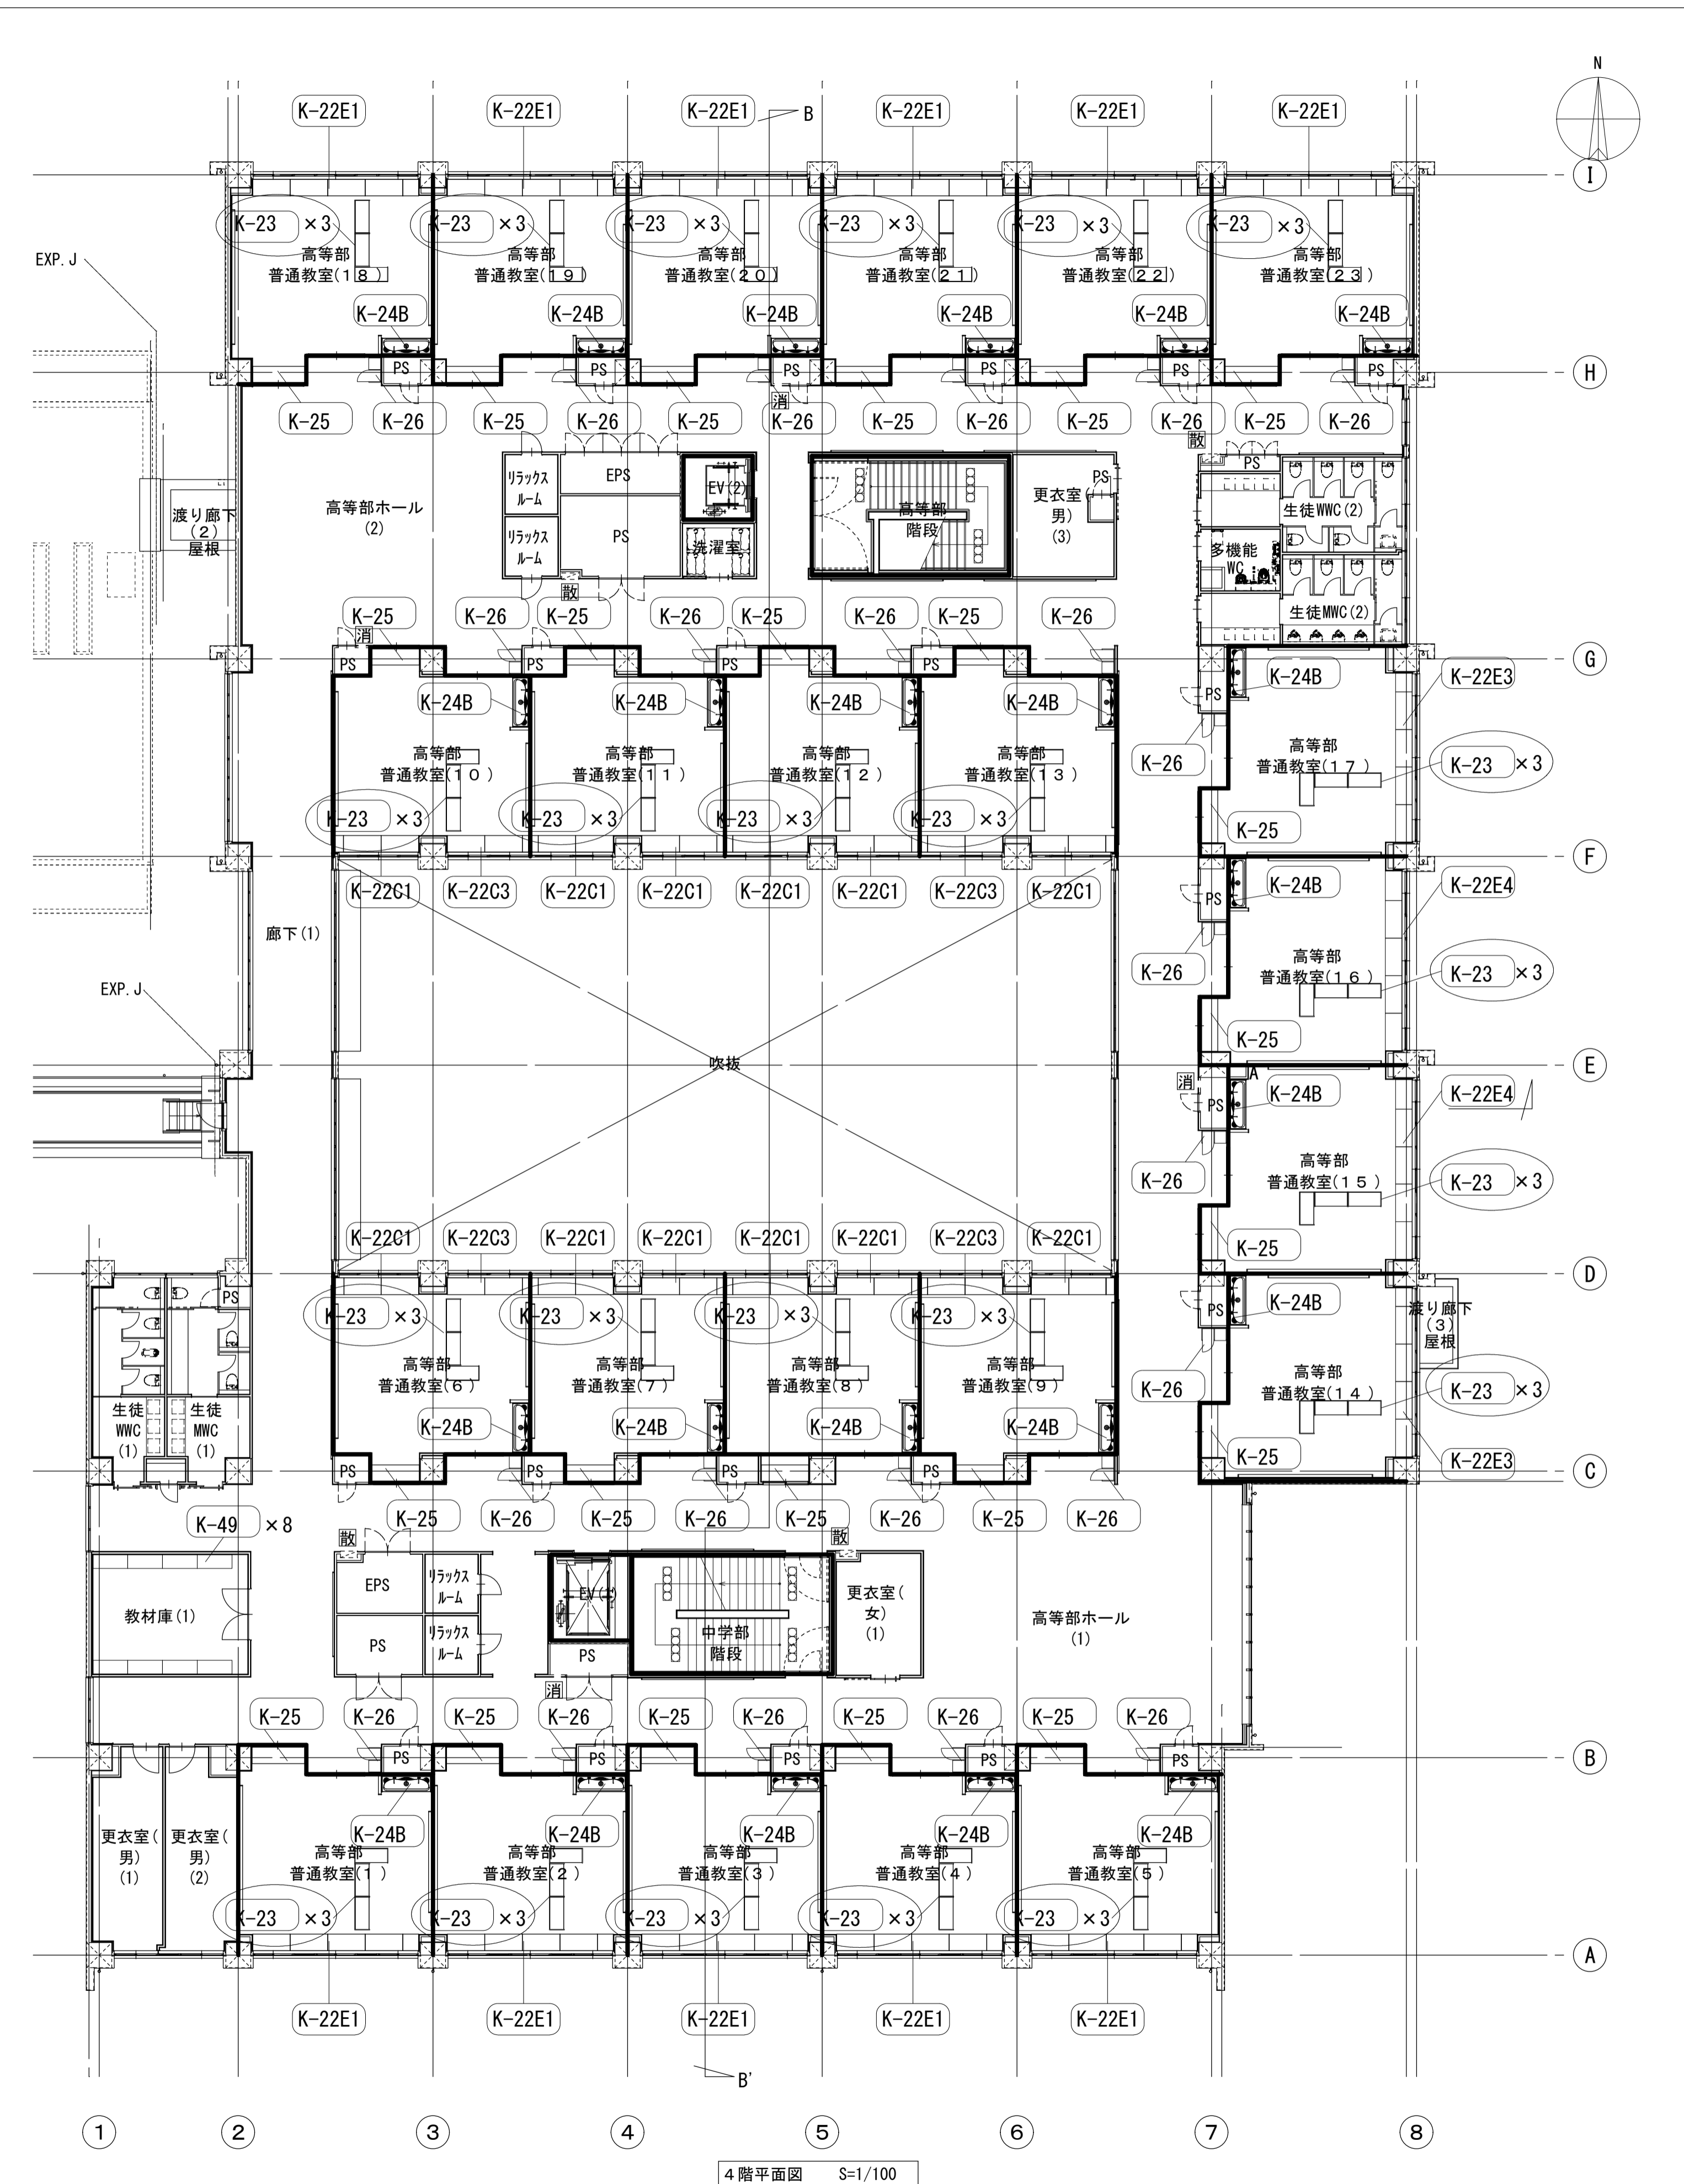 N
K-22E1 K-22E1 K-22E1 B K-22E1 K-22E1 K-22E1
I
K-23 ×3 K-23 ×3 K-23 ×3 K-23 ×3 K-23 ×3 K-23 ×3
EXP.J
高等部 高等部 高等部 高等部 高等部 高等部
普通教室(18) 普通教室(19) 普通教室(20) 普通教室(21) 普通教室(22) 普通教室(23)
K-24B K-24B K-24B K-24B K-24B K-24B
PS PS PS PS PS PS
H
消
K-25 K-26 K-25 K-26 K-25 K-26 K-25 K-26 K-25 K-26 K-25 K-26
散
PS
リラックス
ルーム
EPS
EV(2)
PS
高等部ホール
(2)
渡り廊下
(2)
屋根
リラックス
ルーム
PS
洗濯室
高等部
階段
更衣室(
男)
(3)
生徒WWC(2)
多機能
WC
生徒MWC(2)
散
K-25 K-26 K-25 K-26 K-25 K-26 K-25 K-26
消
PS PS PS PS
G
K-24B K-24B K-24B K-24B K-24B K-22E3
PS
高等部 高等部 高等部 高等部 高等部
普通教室(10) 普通教室(11) 普通教室(12) 普通教室(13) 普通教室(17)
K-26
K-23 ×3
K-23 ×3 K-23 ×3 K-23 ×3 K-23 ×3
K-25
F
K-22C1 K-22C3 K-22C1 K-22C1 K-22C1 K-22C1 K-22C3 K-22C1
K-24B K-22E4
PS
廊下(1)
高等部
普通教室(16)
K-26
K-23 ×3
EXP.J
K-25
吹抜
E
消
A
K-24B K-22E4
PS
高等部
普通教室(15)
K-26
K-23 ×3
K-22C1 K-22C3 K-22C1 K-22C1 K-22C1 K-22C1 K-22C3 K-22C1
K-25
D
PS
K-23 ×3 K-23 ×3 K-23 ×3 K-23 ×3
PS
K-24B
渡り廊下
(3)
屋根
高等部 高等部 高等部 高等部 高等部
普通教室(6) 普通教室(7) 普通教室(8) 普通教室(9) 普通教室(14)
K-26
K-23 ×3
生徒
WWC
(1)
生徒
MWC
(1)
K-24B K-24B K-24B K-24B
K-25
K-22E3
PS PS PS PS
C
K-49 ×8
K-25 K-26 K-25 K-26 K-25 K-26 K-25 K-26
散 散
EPS
リラックス
ルーム
EV(1)
更衣室(
女)
(1)
教材庫(1)
高等部ホール
(1)
PS
リラックス
ルーム
PS
中学部
階段
消
K-25 K-26 K-25 K-26 K-25 K-26 K-25 K-26 K-25 K-26
PS PS PS PS PS
B
更衣室(
男)
(1)
更衣室(
男)
(2)
K-24B K-24B K-24B K-24B K-24B
高等部 高等部 高等部 高等部 高等部
普通教室(1) 普通教室(2) 普通教室(3) 普通教室(4) 普通教室(5)
K-23 ×3 K-23 ×3 K-23 ×3 K-23 ×3 K-23 ×3
A
K-22E1 K-22E1 K-22E1 K-22E1 K-22E1
B'
1 2 3 4 5 6 7 8
4階平面図 S=1/100